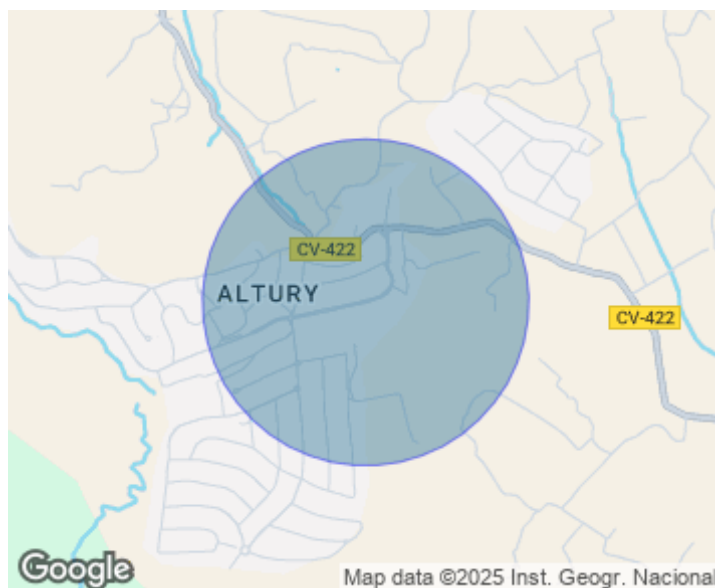 CV-422
ALTURY
CV-422
Google
Map data ©2025 Inst. Geogr. Nacional